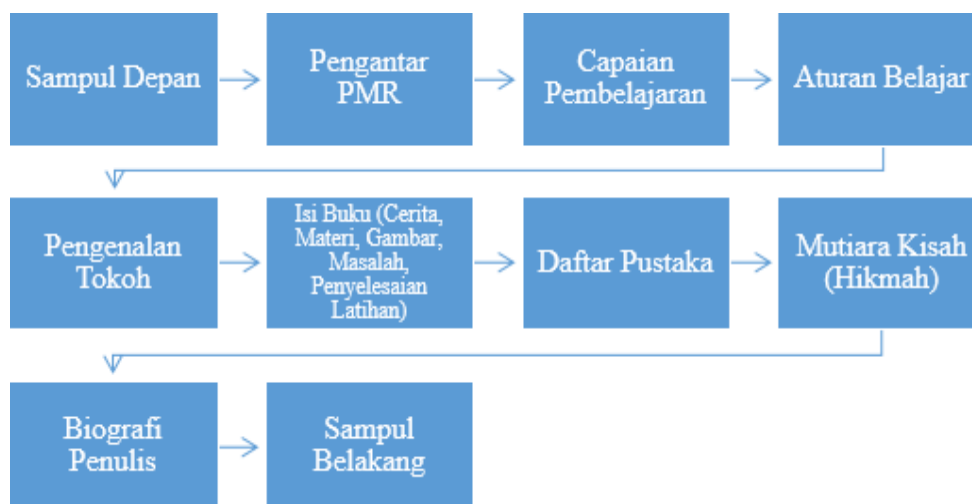 Sampul Depan
Pengantar
PMR
Capaian
Pembelajaran
Aturan Belajar
Pengenalan
Tokoh
Isi Buku (Cerita,
Materi, Gambar,
Masalah,
Penyelesaian
Latihan)
Daftar Pustaka
Mutiara Kisah
(Hikmah)
Biografi
Penulis
Sampul
Belakang